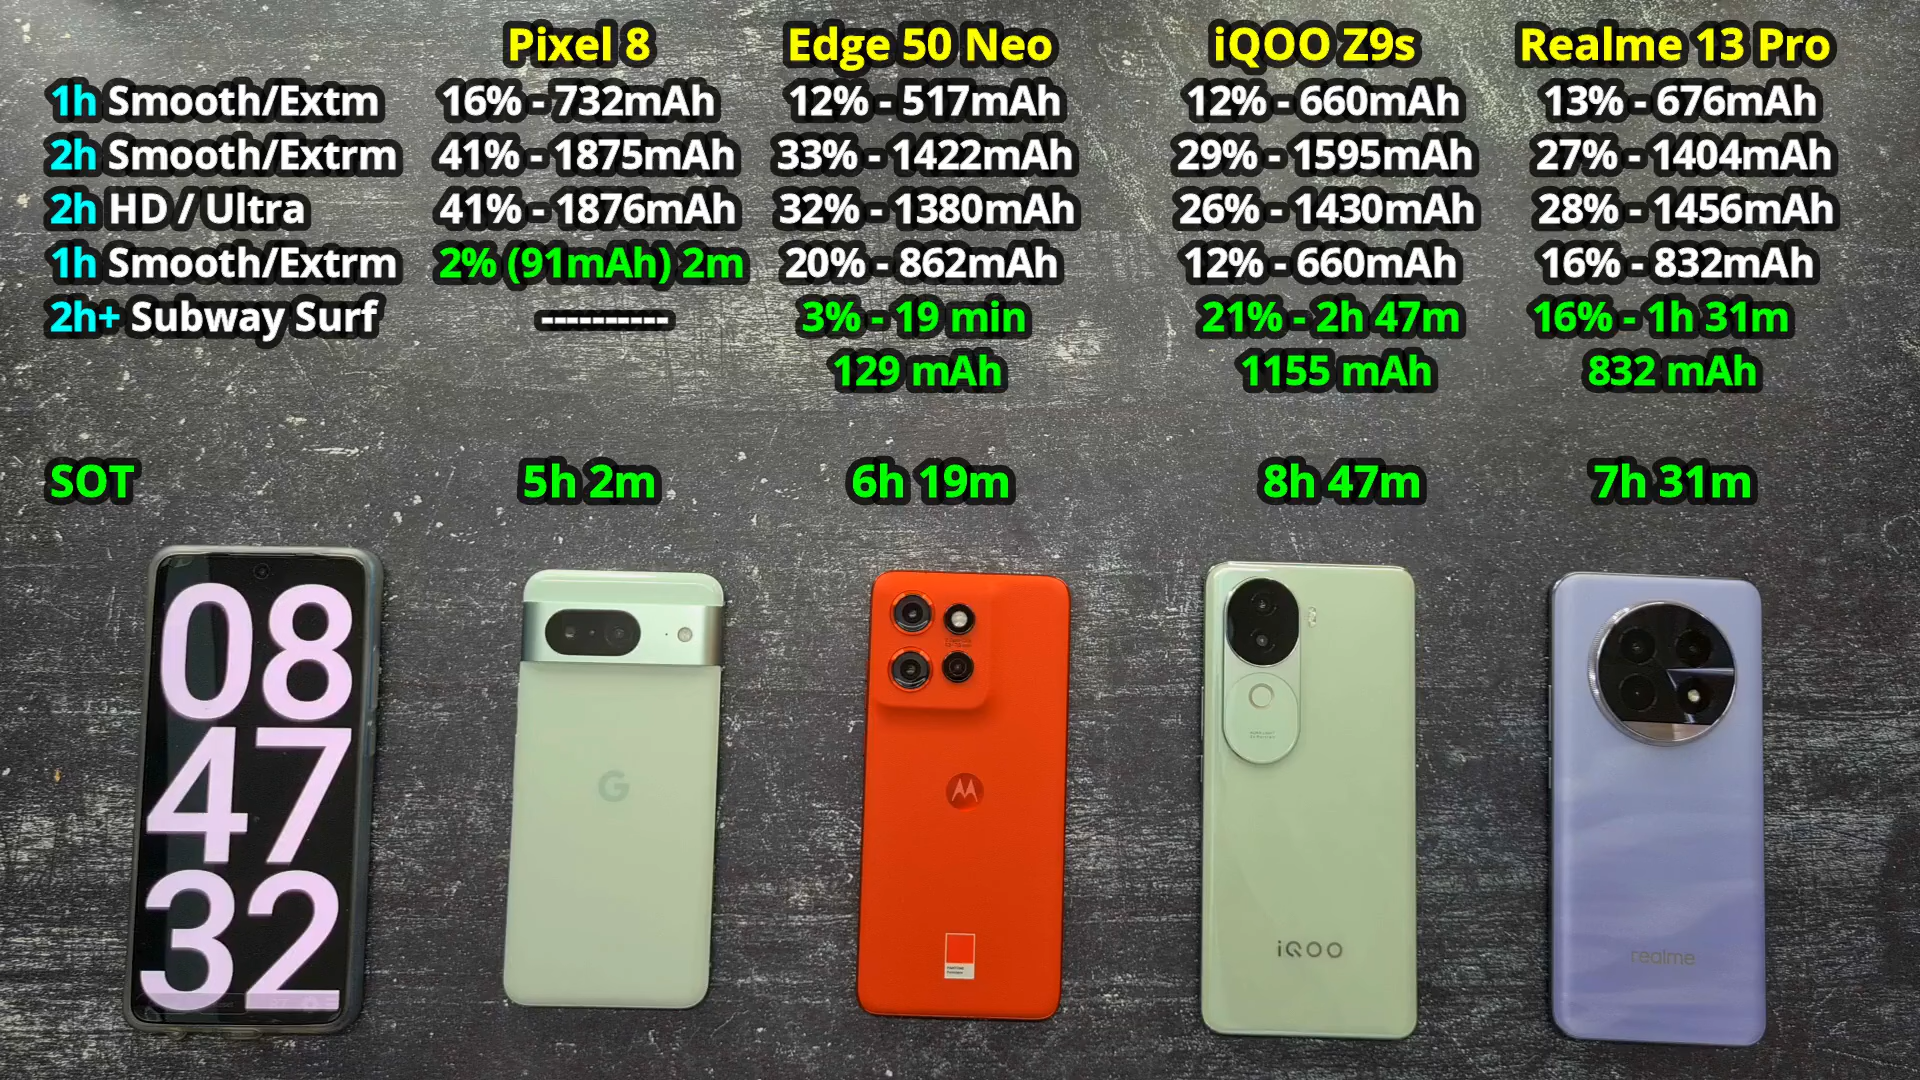 Pixel 8 Edge 50 Neo iQOO Z9s Realme 13 Pro
1h Smooth/Extm 16% - 732mAh 12% - 517mAh 12% - 660mAh 13% - 676mAh
2h Smooth/Extrm 41% - 1875mAh 33% - 1422mAh 29% - 1595mAh 27% - 1404mAh
2h HD / Ultra 41% - 1876mAh 32% - 1380mAh 26% - 1430mAh 28% - 1456mAh
1h Smooth/Extrm 2% (91mAh) 2m 20% - 862mAh 12% - 660mAh 16% - 832mAh
2h+ Subway Surf ---------- 3% - 19 min 21% - 2h 47m 16% - 1h 31m
129 mAh 1155 mAh 832 mAh
SOT 5h 2m 6h 19m 8h 47m 7h 31m
08
47
32
G
iQOO
realme